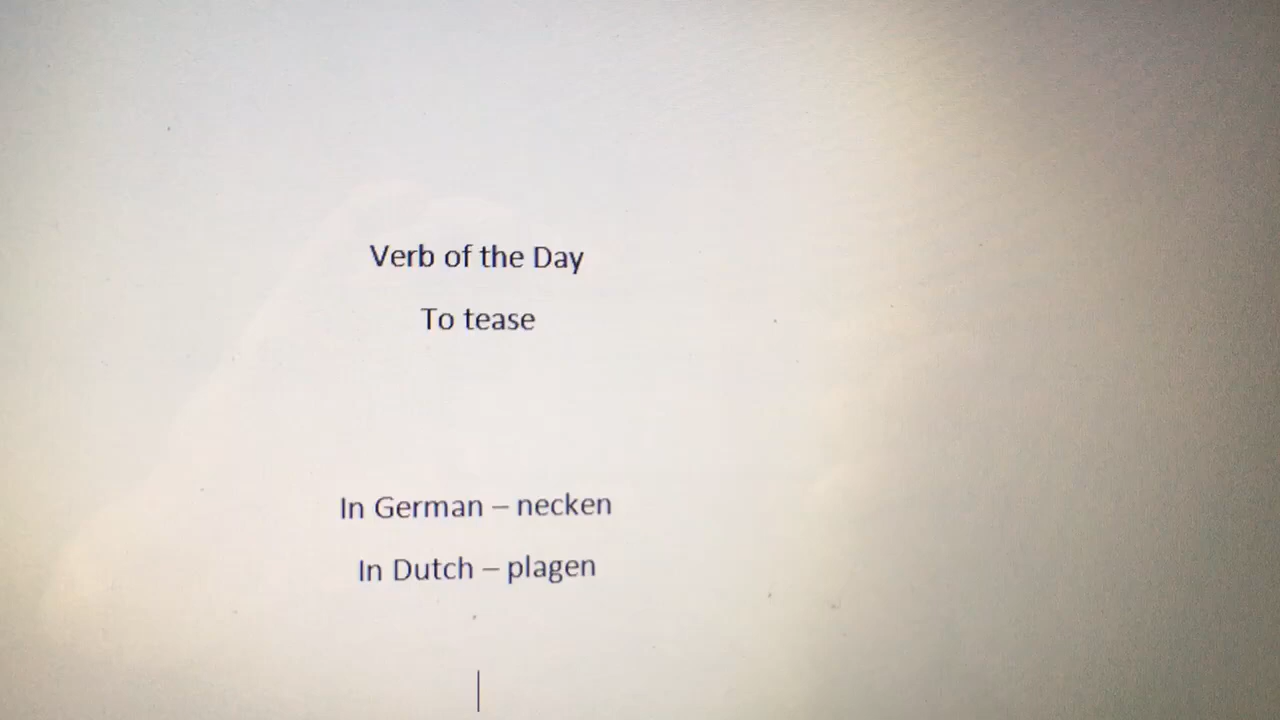 Verb of the Day
To tease
In German – necken
In Dutch – plagen